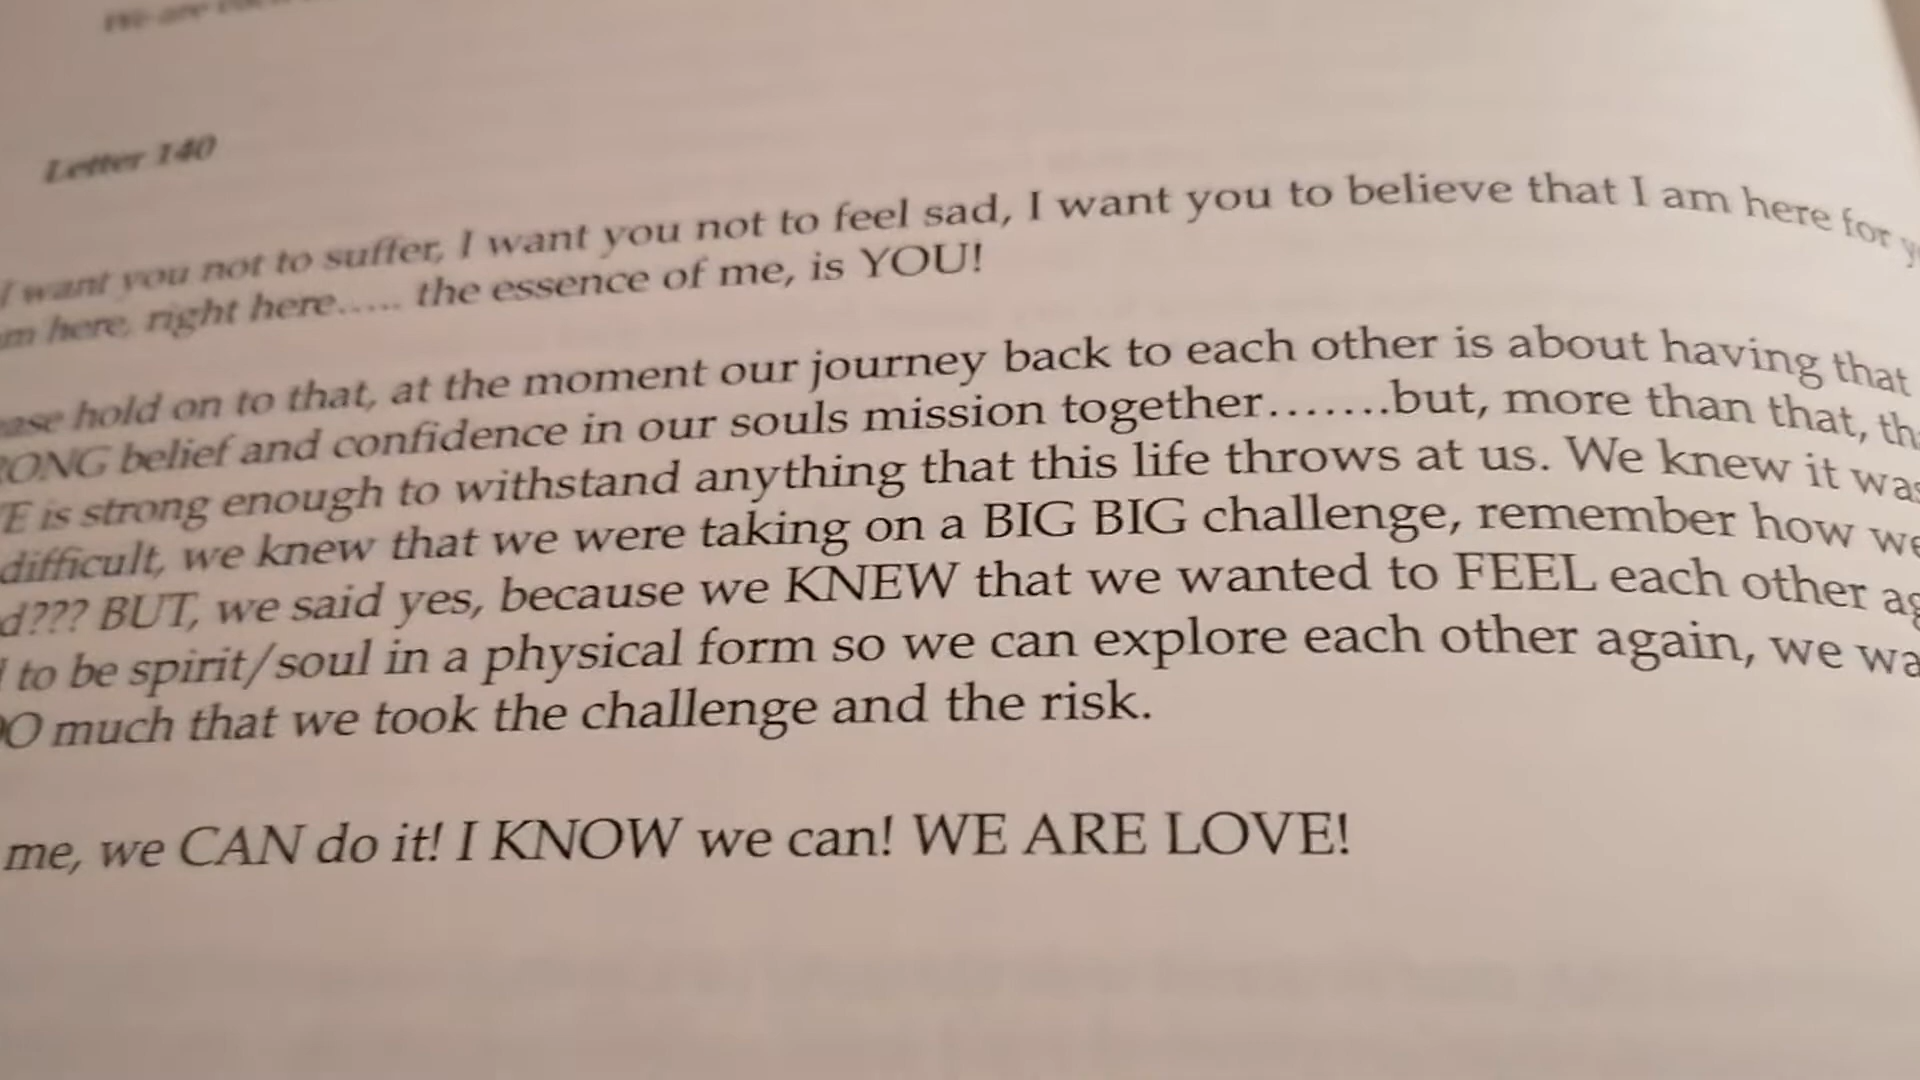 We are
Letter 140
I want you not to suffer, I want you not to feel sad, I want you to believe that I am here for
here, right here..... the essence of me, is YOU!
hold on to that, at the moment our journey back to each other is about having that
belief and confidence in our souls mission together.......but, more than that,
is strong enough to withstand anything that this life throws at us. We knew it was
difficult, we knew that we were taking on a BIG BIG challenge, remember how we
d??? BUT, we said yes, because we KNEW that we wanted to FEEL each other
to be spirit/soul in a physical form so we can explore each other again, we
much that we took the challenge and the risk.
me, we CAN do it! I KNOW we can! WE ARE LOVE!